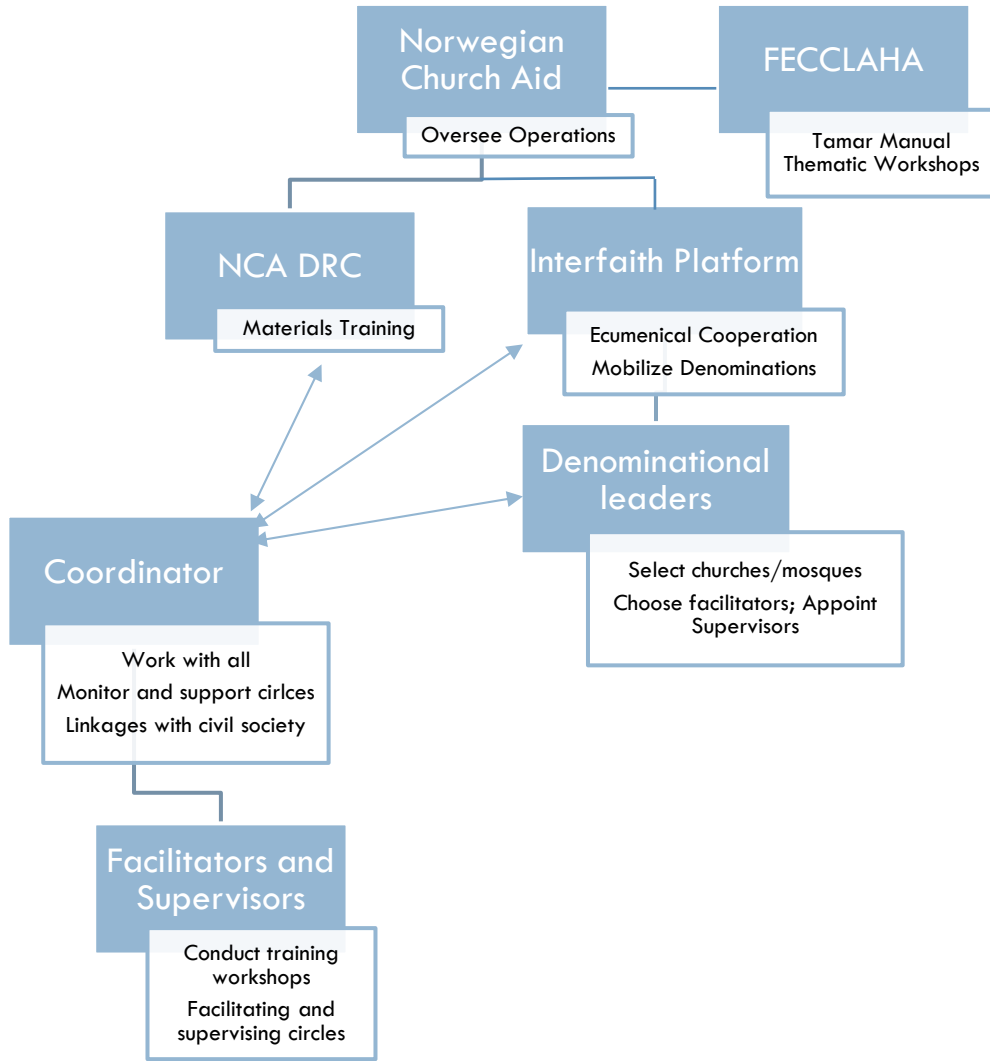 Norwegian
Church Aid
Oversee Operations
FECCLAHA
Tamar Manual
Thematic Workshops
NCA DRC
Materials Training
Interfaith Platform
Ecumenical Cooperation
Mobilize Denominations
Denominational
leaders
Select churches/mosques
Choose facilitators; Appoint
Supervisors
Coordinator
Work with all
Monitor and support cirlces
Linkages with civil society
Facilitators and
Supervisors
Conduct training
workshops
Facilitating and
supervising circles